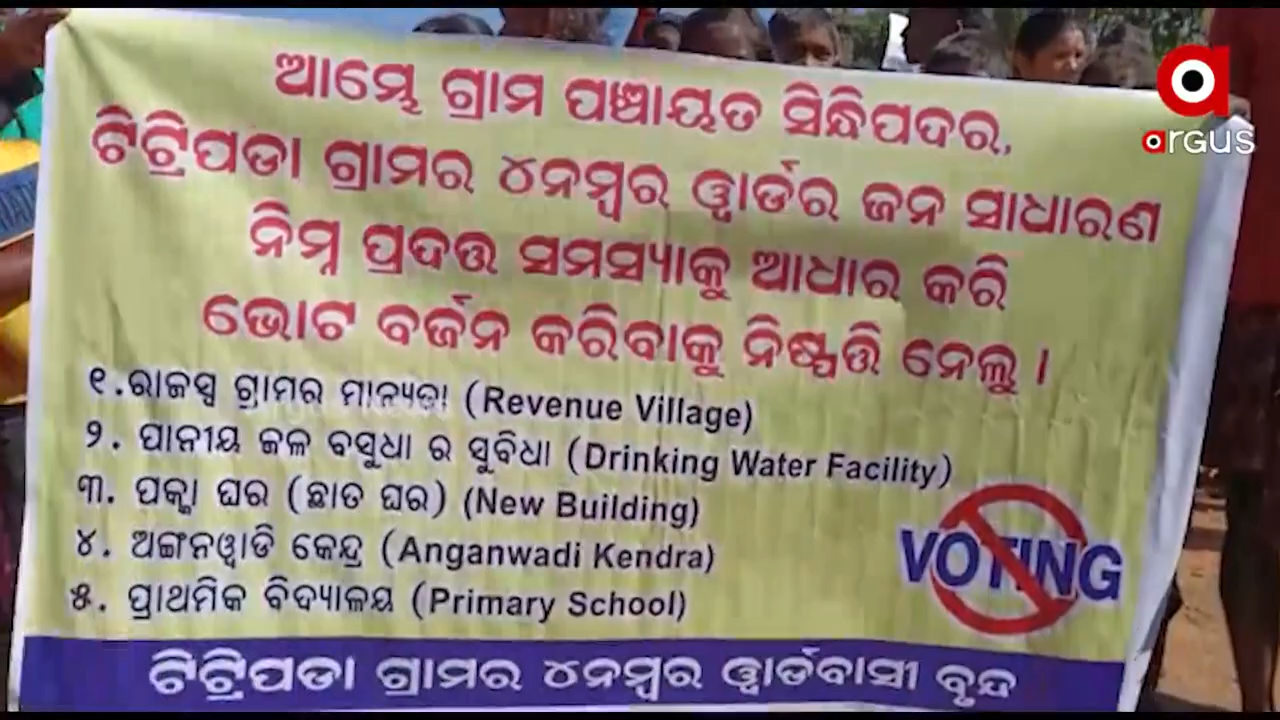 argus
ଆମ୍ଭେ ଗ୍ରାମ ପଞ୍ଚାୟତ ସିନ୍ଧିପଦର,
ଟିଟ୍ରିପଡା ଗ୍ରାମର ୪ନମ୍ବର ୱାର୍ଡର ଜନ ସାଧାରଣ
ନିମ୍ନ ପ୍ରଦତ୍ତ ସମସ୍ୟାକୁ ଆଧାର କରି
ଭୋଟ ବର୍ଜନ କରିବାକୁ ନିଷ୍ପତ୍ତି ନେଲୁ ।
୧.ରାଜସ୍ୱ ଗ୍ରାମର ମାନ୍ୟତା (Revenue Village)
୨. ପାନୀୟ ଜଳ ବସୁଧା ର ସୁବିଧା (Drinking Water Facility)
୩. ପକ୍କା ଘର (ଛାତ ଘର) (New Building)
୪. ଅଙ୍ଗନୱାଡି କେନ୍ଦ୍ର (Anganwadi Kendra)
୫. ପ୍ରାଥମିକ ବିଦ୍ୟାଳୟ (Primary School)
VOTING
ଟିଟ୍ରିପଡା ଗ୍ରାମର ୪ନମ୍ବର ୱାର୍ଡବାସୀ ବୃନ୍ଦ